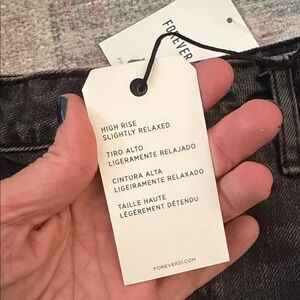 FOREVER
HIGH RISE
SLIGHTLY RELAXED
TIRO ALTO
LIGERAMENTE RELAJADO
CINTURA ALTA
LIGEIRAMENTE RELAXADO
TAILLE HAUTE
LÉGÈREMENT DÉTENDU
FOREVER21.COM